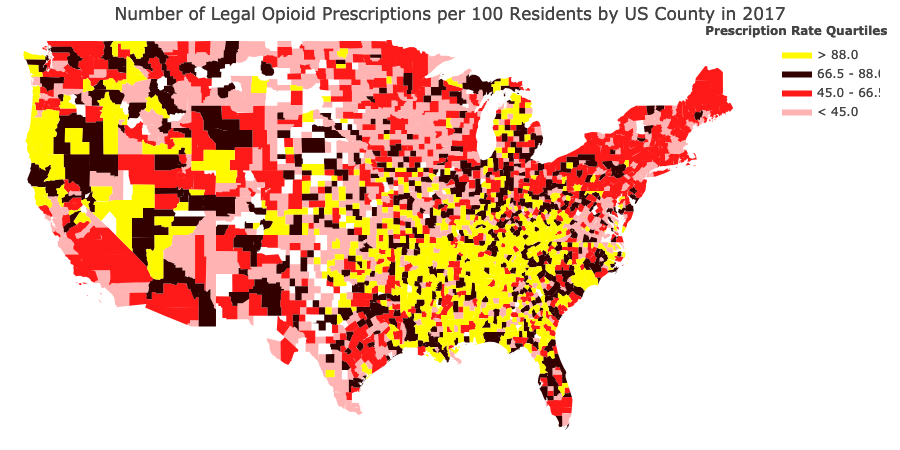 Number of Legal Opioid Prescriptions per 100 Residents by US County in 2017
Prescription Rate Quartiles
> 88.0
66.5 - 88.
45.0 - 66.
< 45.0